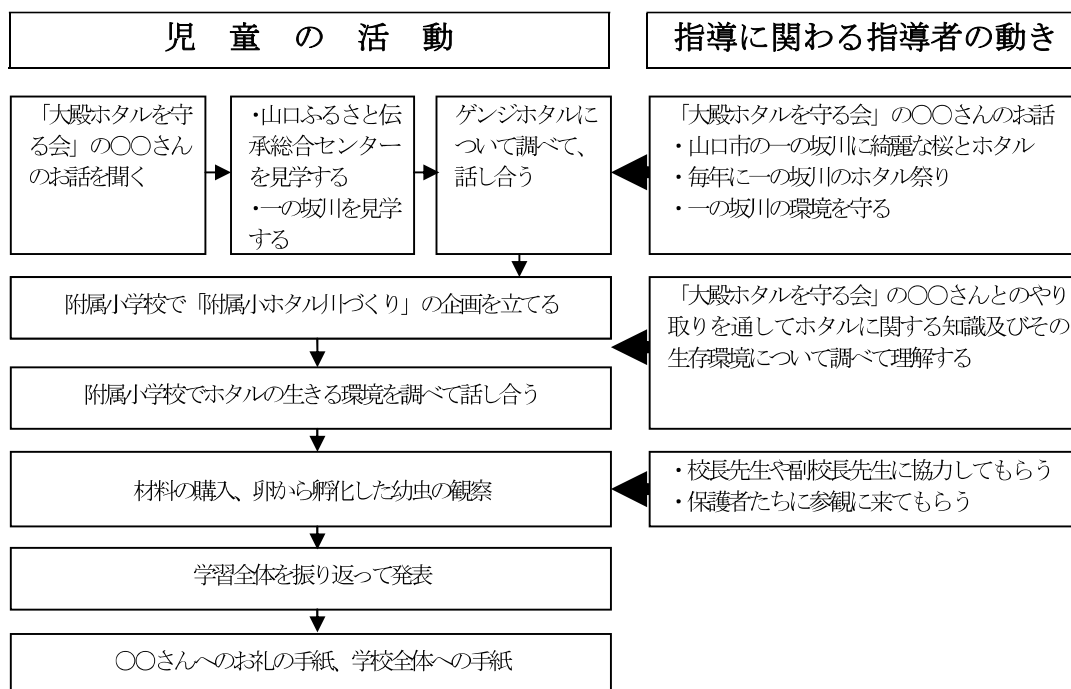 児童の活動
指導に関わる指導者の動き
「大殿ホタルを守
る会」の〇〇さん
のお話を聞く
・山口ふるさと伝
承総合センター
を見学する
・一の坂川を見学
する
ゲンジホタルに
ついて調べて、
話し合う
「大殿ホタルを守る会」の〇〇さんのお話
・山口市の一の坂川に綺麗な桜とホタル
・毎年に一の坂川のホタル祭り
・一の坂川の環境を守る
附属小学校で「附属小ホタル川づくり」の企画を立てる
「大殿ホタルを守る会」の〇〇さんとのやり
取りを通してホタルに関する知識及びその
生存環境について調べて理解する
附属小学校でホタルの生きる環境を調べて話し合う
材料の購入、卵から孵化した幼虫の観察
・校長先生や副校長先生に協力してもらう
・保護者たちに参観に来てもらう
学習全体を振り返って発表
〇〇さんへのお礼の手紙、学校全体への手紙